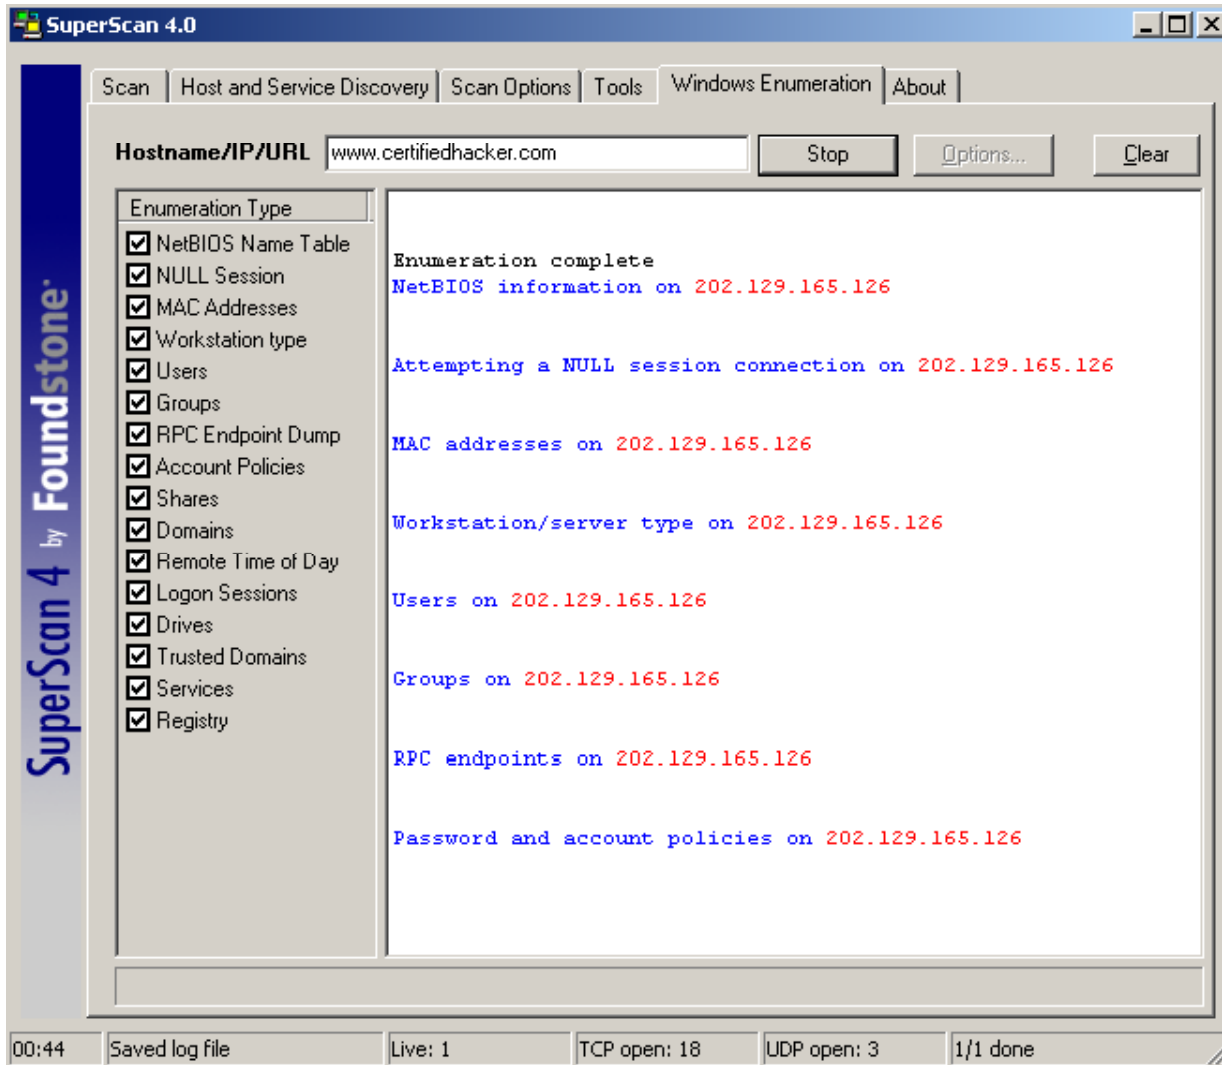 SuperScan 4.0
Scan Host and Service Discovery Scan Options Tools Windows Enumeration About
Hostname/IP/URL www.certifiedhacker.com Stop Options... Clear
Enumeration Type
NetBIOS Name Table
NULL Session
MAC Addresses
Workstation type
Users
Groups
RPC Endpoint Dump
Account Policies
Shares
Domains
Remote Time of Day
Logon Sessions
Drives
Trusted Domains
Services
Registry
Enumeration complete
NetBIOS information on 202.129.165.126
Attempting a NULL session connection on 202.129.165.126
MAC addresses on 202.129.165.126
Workstation/server type on 202.129.165.126
Users on 202.129.165.126
Groups on 202.129.165.126
RPC endpoints on 202.129.165.126
Password and account policies on 202.129.165.126
SuperScan 4 by Foundstone
00:44 Saved log file Live: 1 TCP open: 18 UDP open: 3 1/1 done